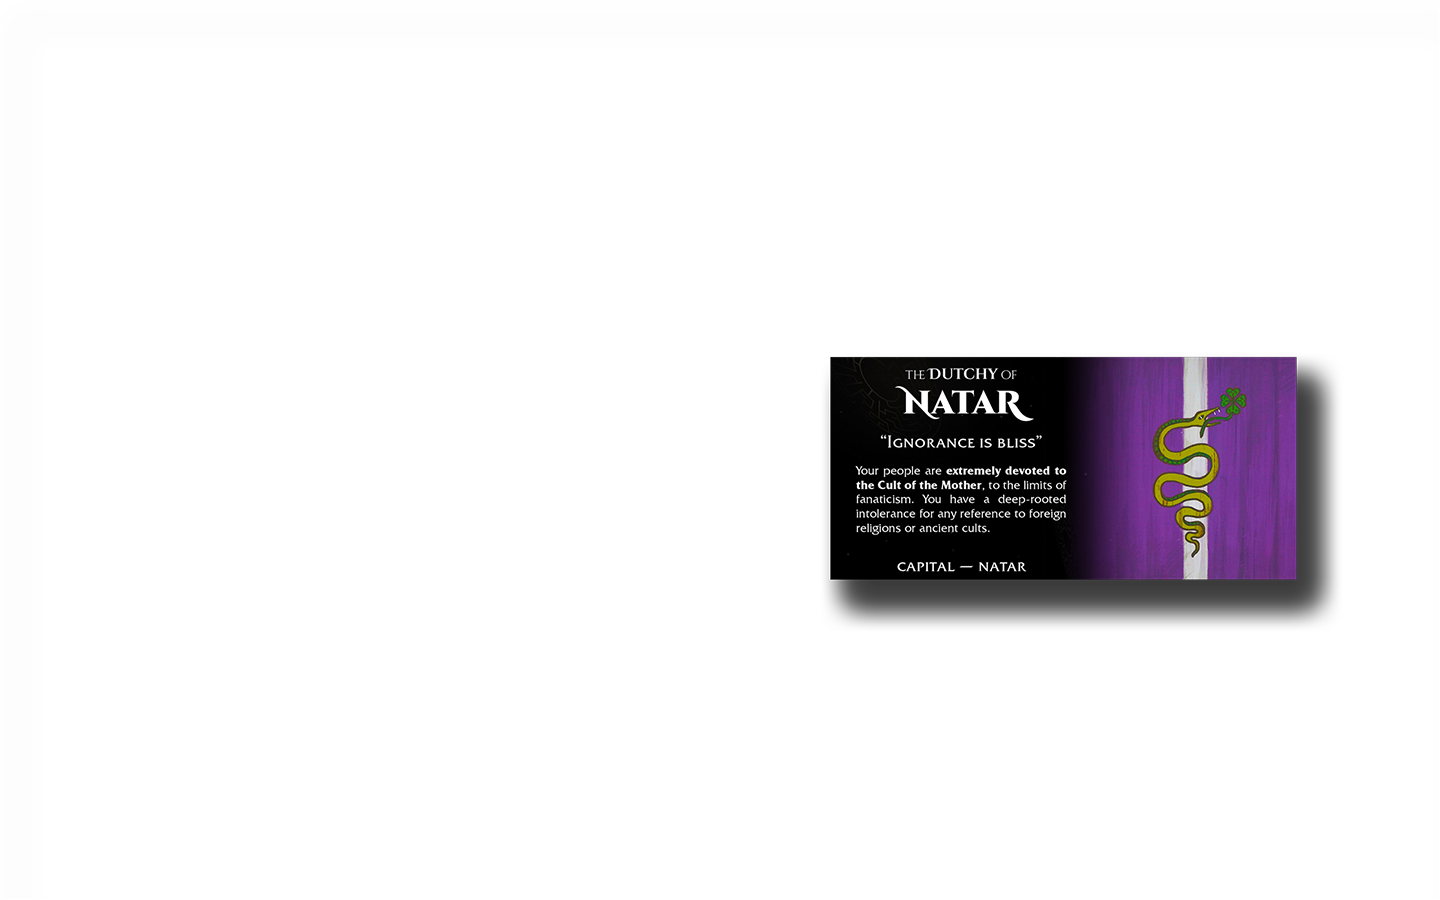 THE DUTCHY OF
NATAR
“IGNORANCE IS BLISS”
Your people are extremely devoted to
the Cult of the Mother, to the limits of
fanaticism. You have a deep-rooted
intolerance for any reference to foreign
religions or ancient cults.
CAPITAL — NATAR